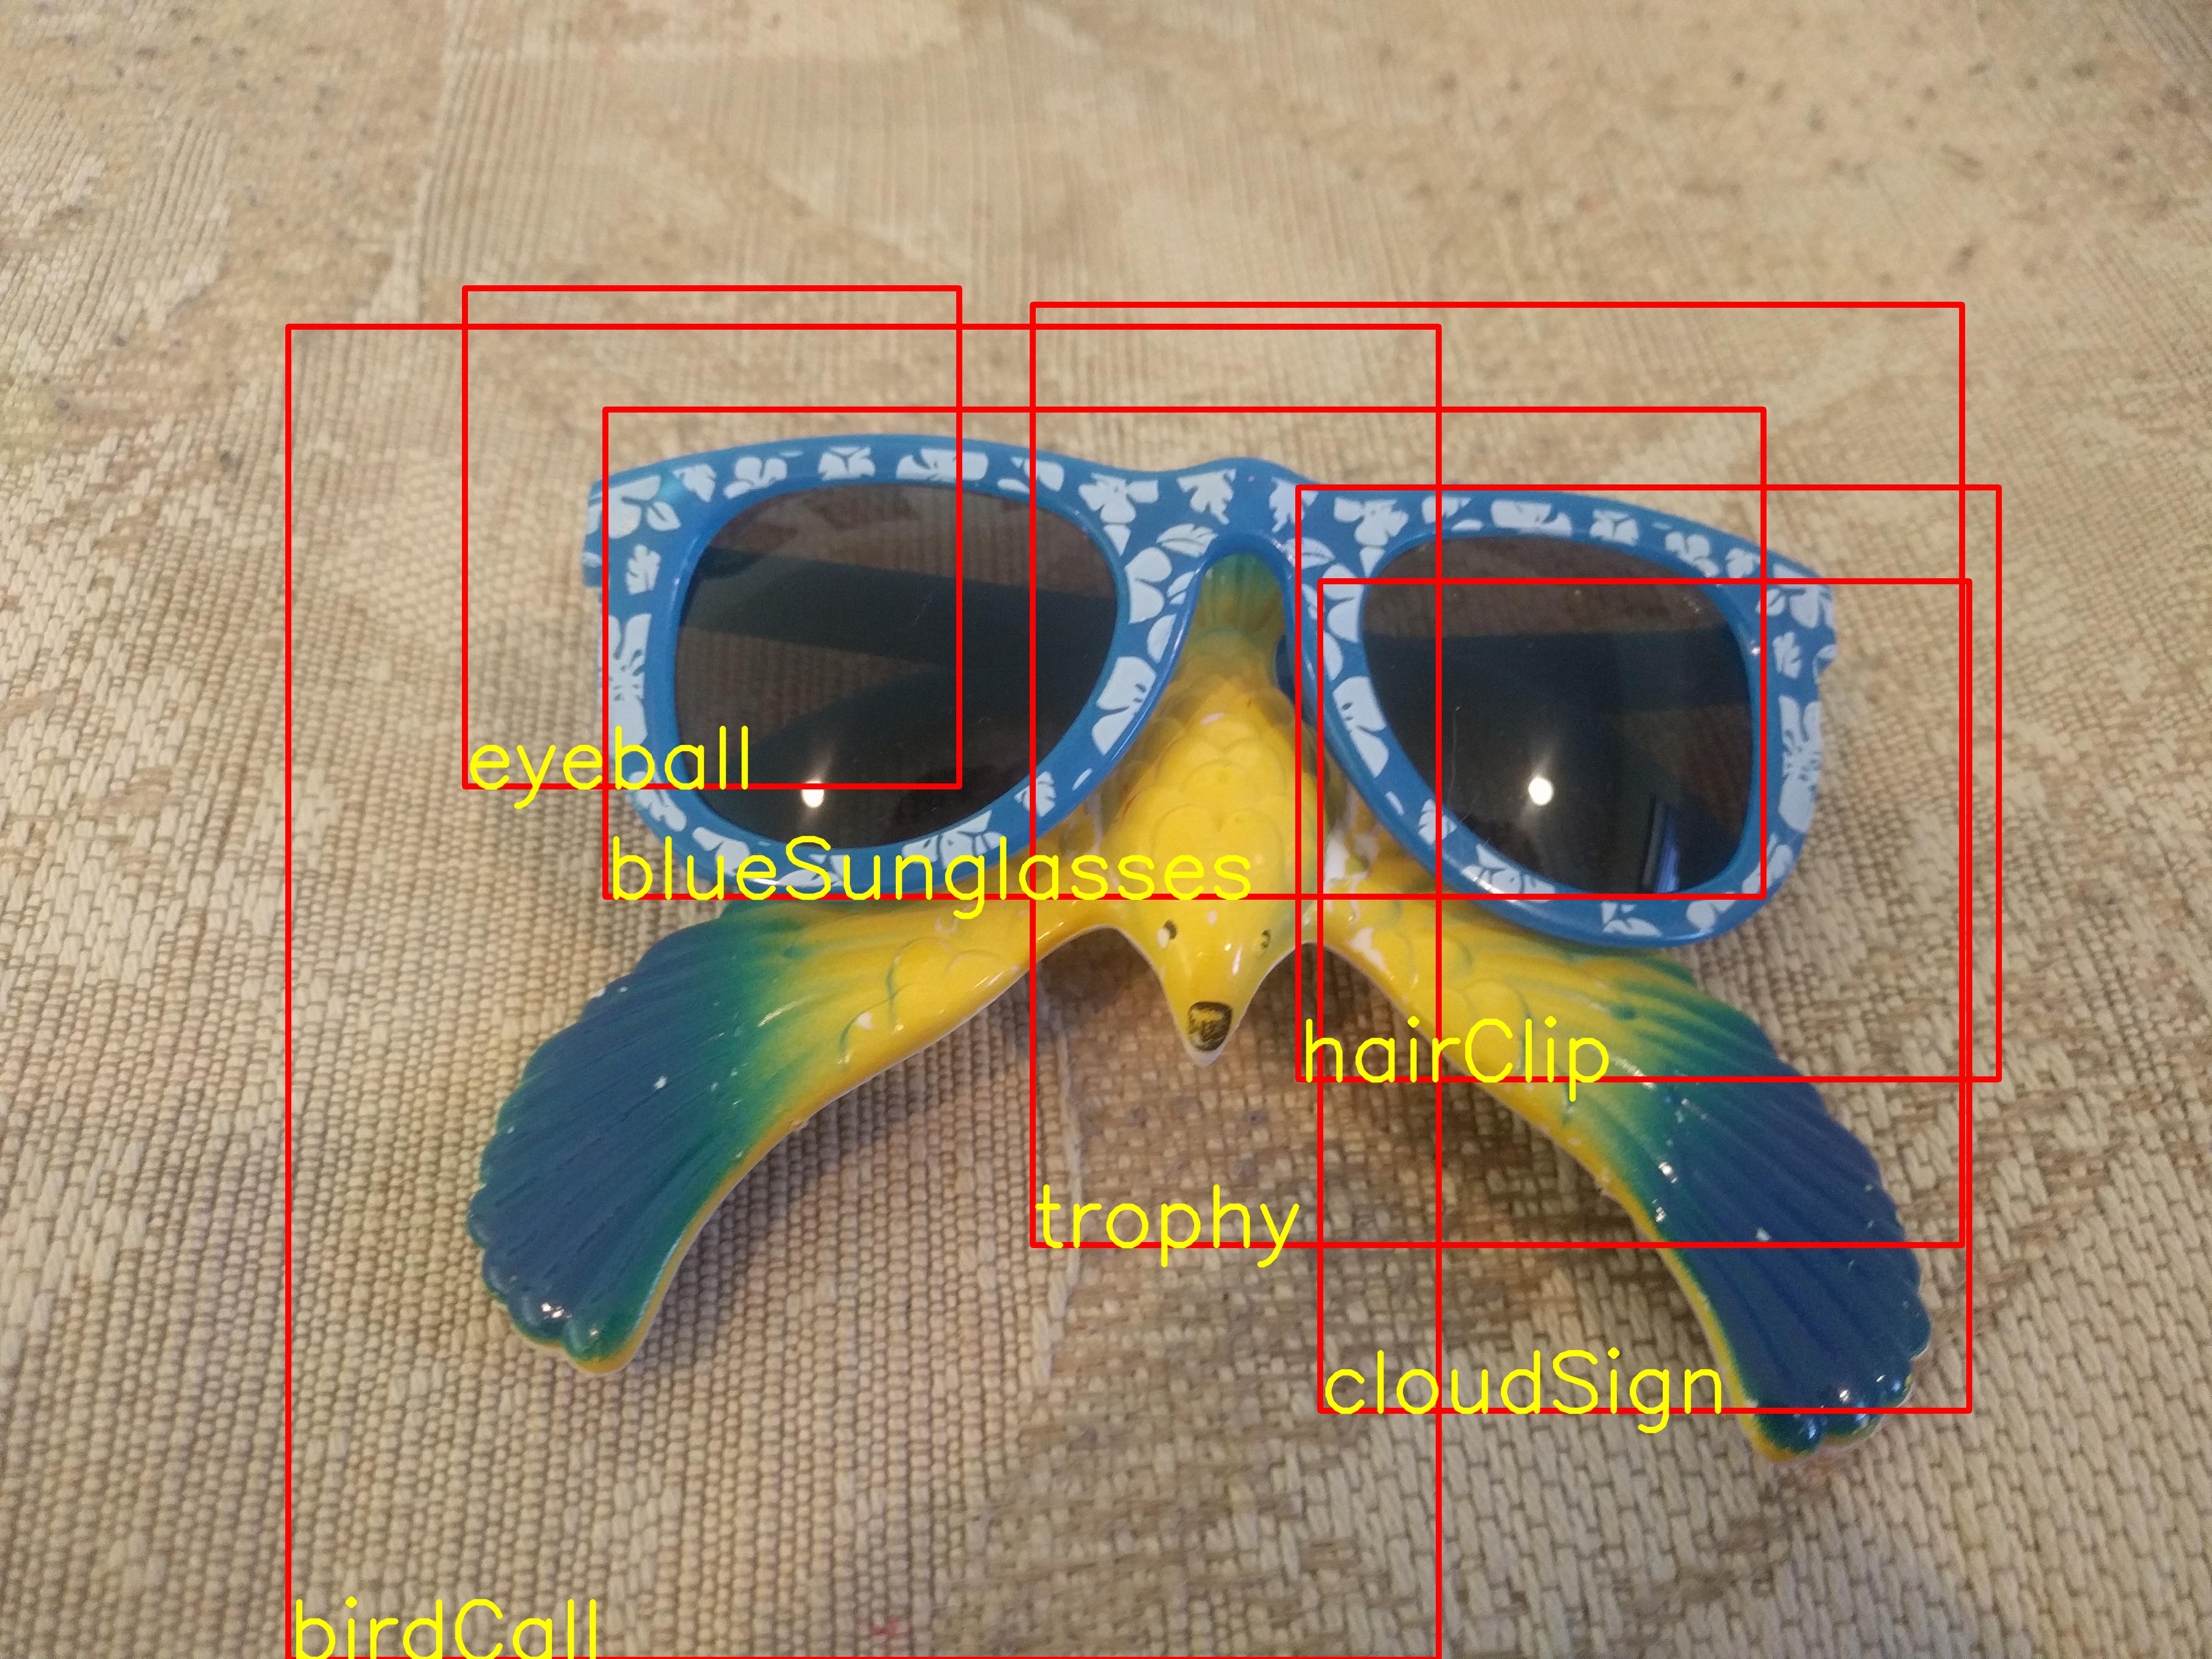 eyeball
blueSunglasses
hairClip
trophy
cloudSign
birdCall